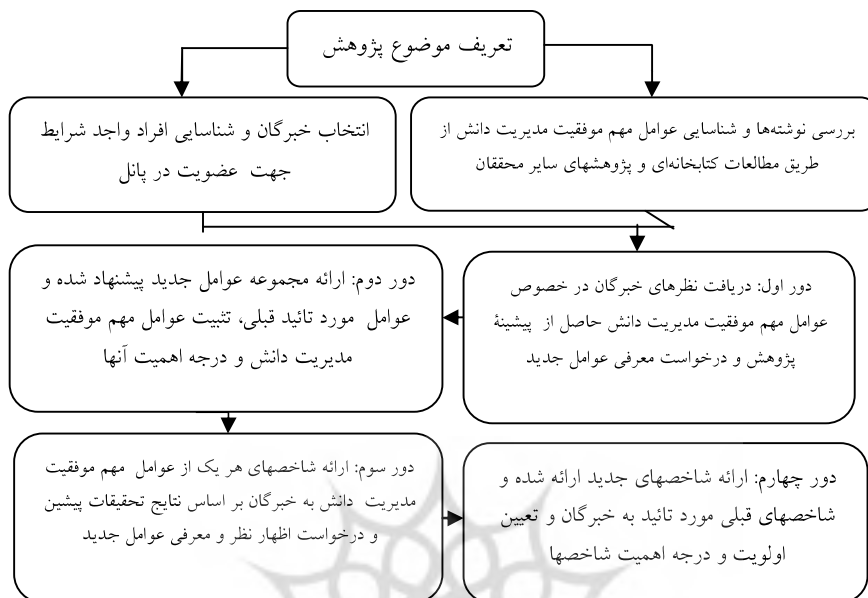 تعریف موضوع پژوهش
بررسی نوشته‌ها و شناسایی عوامل مهم موفقیت مدیریت دانش از
طریق مطالعات کتابخانه‌ای و پژوهشهای سایر محققان
انتخاب خبرگان و شناسایی افراد واجد شرایط
جهت عضویت در پانل
دور اول: دریافت نظرهای خبرگان در خصوص
عوامل مهم موفقیت مدیریت دانش حاصل از پیشینۀ
پژوهش و درخواست معرفی عوامل جدید
دور دوم: ارائه مجموعه عوامل جدید پیشنهاد شده و
عوامل مورد تائید قبلی، تثبیت عوامل مهم موفقیت
مدیریت دانش و درجه اهمیت آنها
دور سوم: ارائه شاخصهای هر یک از عوامل مهم موفقیت
مدیریت دانش به خبرگان بر اساس نتایج تحقیقات پیشین
و درخواست اظهار نظر و معرفی عوامل جدید
دور چهارم: ارائه شاخصهای جدید ارائه شده و
شاخصهای قبلی مورد تائید به خبرگان و تعیین
اولویت و درجه اهمیت شاخصها